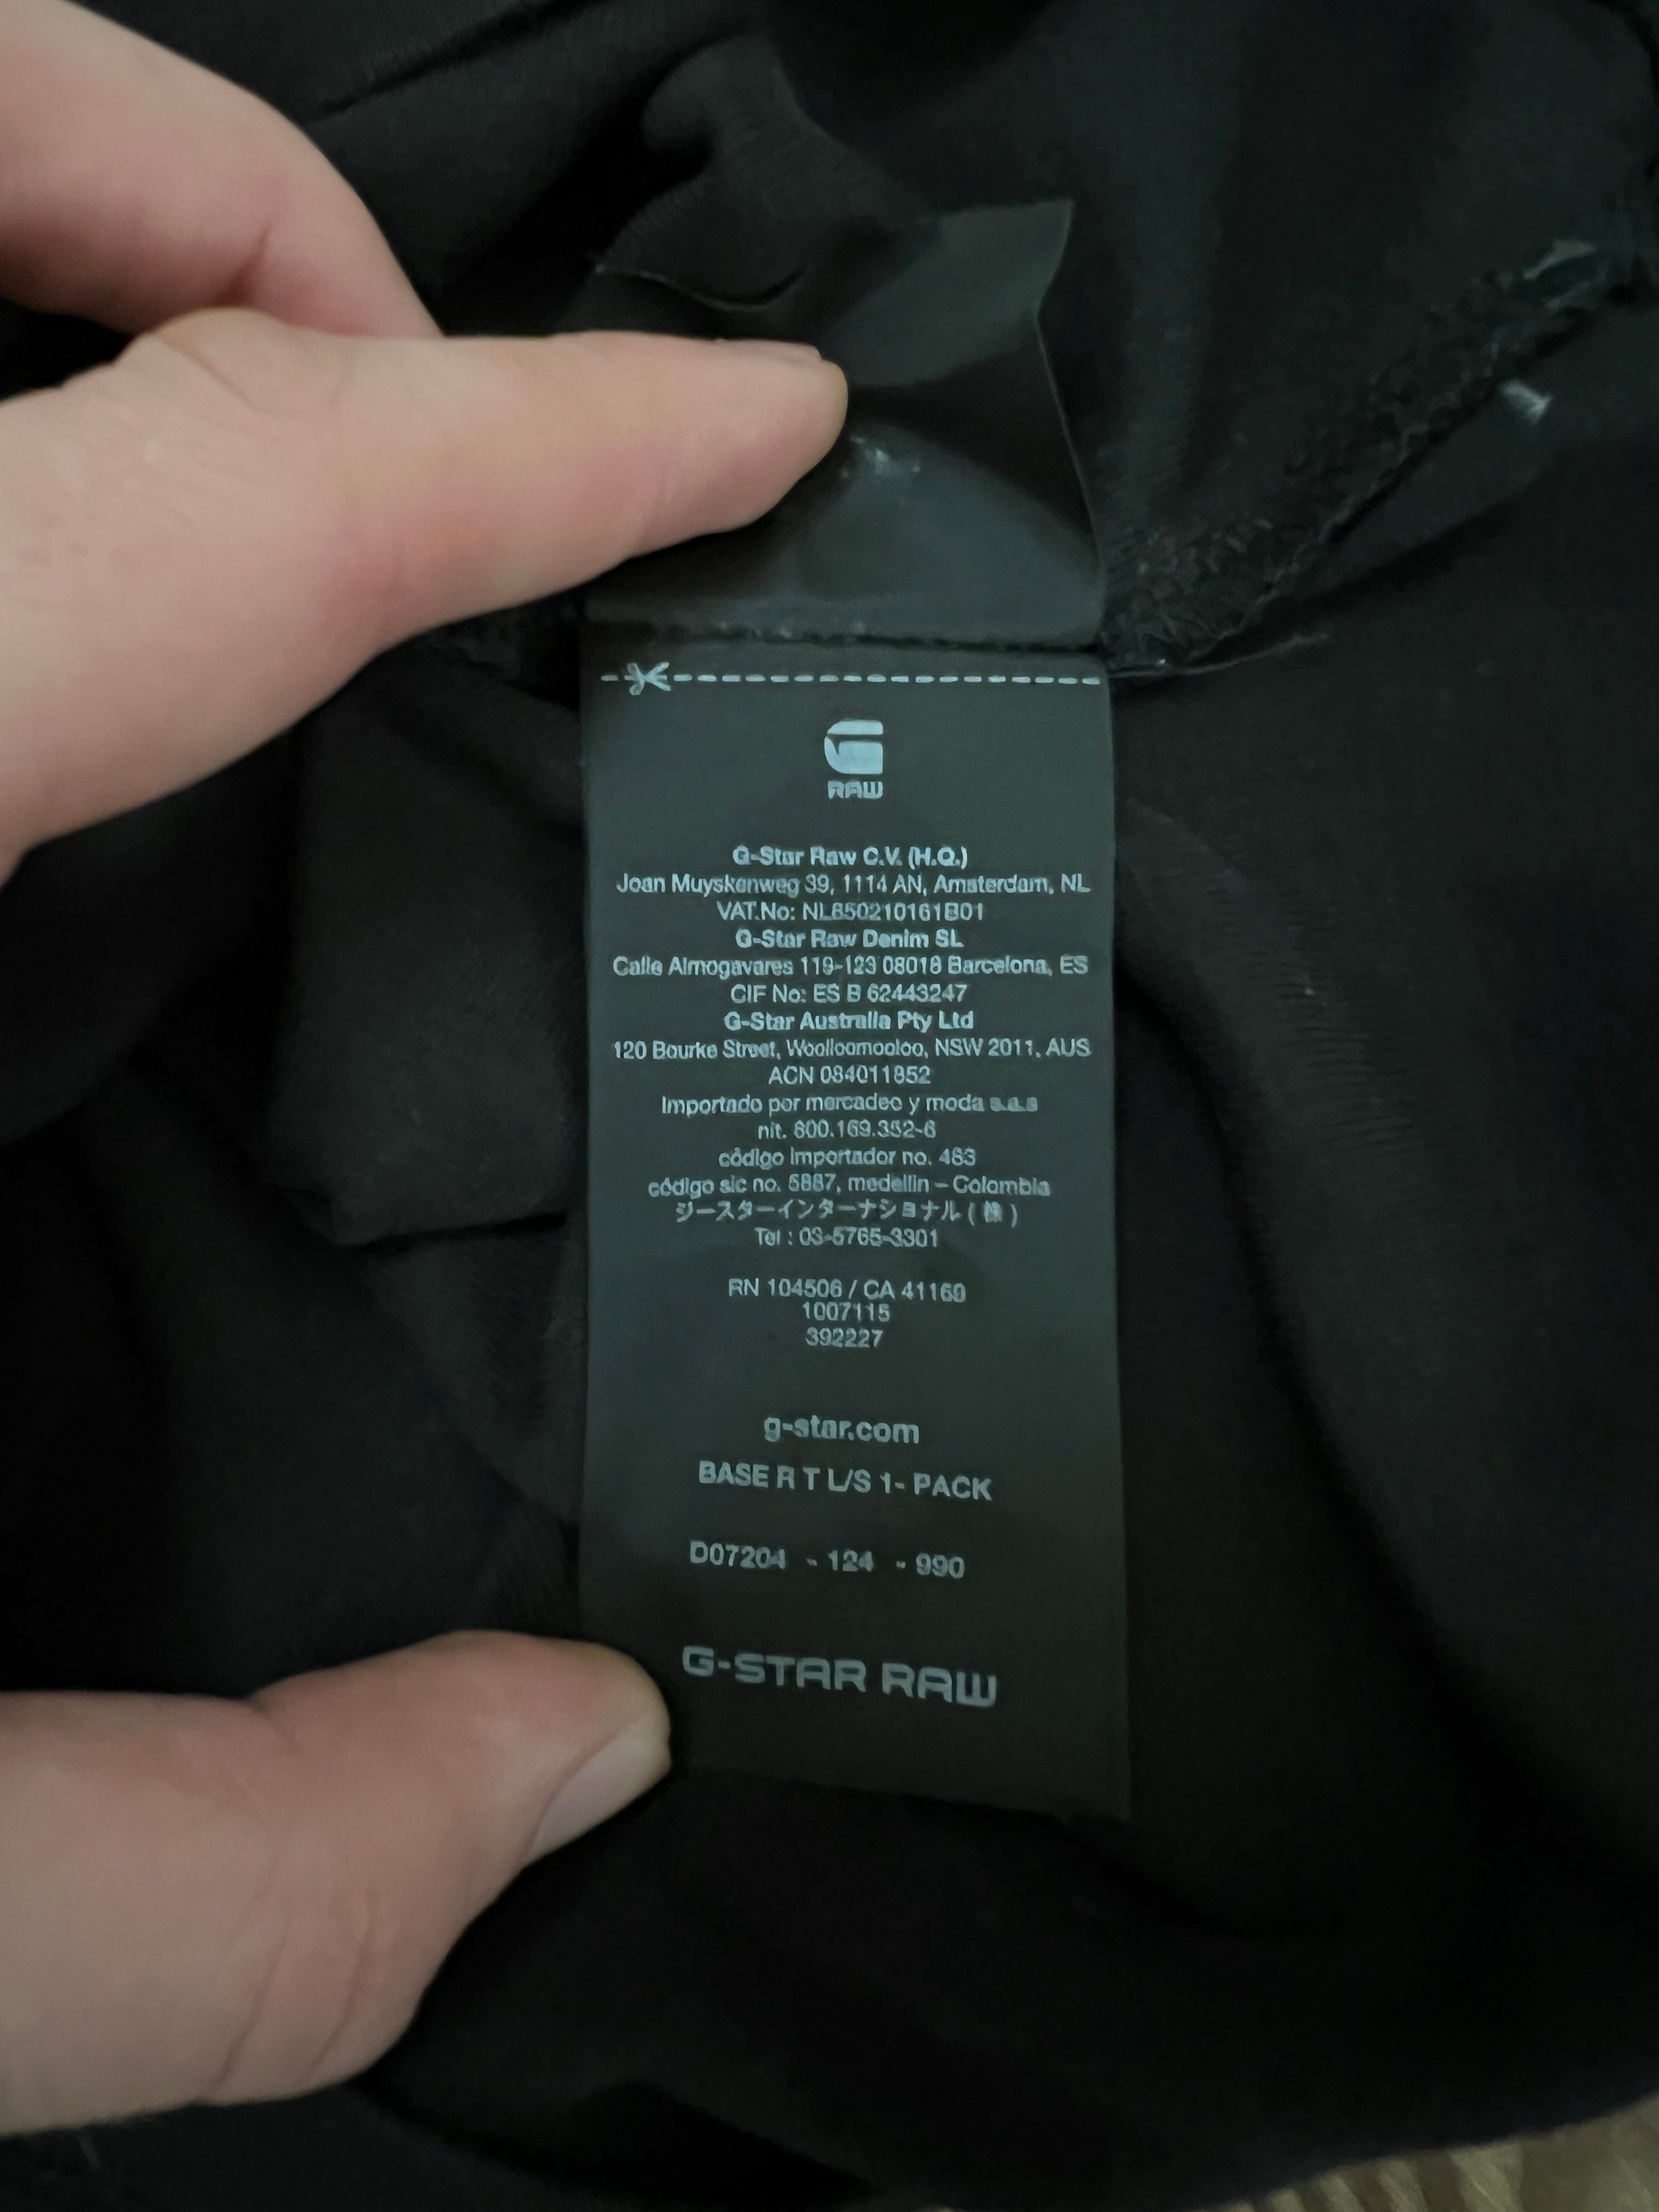 RAW
G-Star Raw C.V. (H.Q.)
Joan Muyskenweg 39, 1114 AN, Amsterdam, NL
VAT.No: NL850210161B01
G-Star Raw Denim SL
Calle Almogavares 119-123 08018 Barcelona, ES
CIF No: ES B 62443247
G-Star Australia Pty Ltd
120 Bourke Street, Woolloomooloo, NSW 2011, AUS
ACN 084011852
Importado por mercadeo y moda s.a.s
nit. 800.169.352-6
código importador no. 483
código sic no. 5887, medellin – Colombia
ジースターインターナショナル ( 株 )
Tel : 03-5765-3301
RN 104506 / CA 41169
1007115
392227
g-star.com
BASE R T L/S 1- PACK
D07204 - 124 - 990
G-STAR RAW